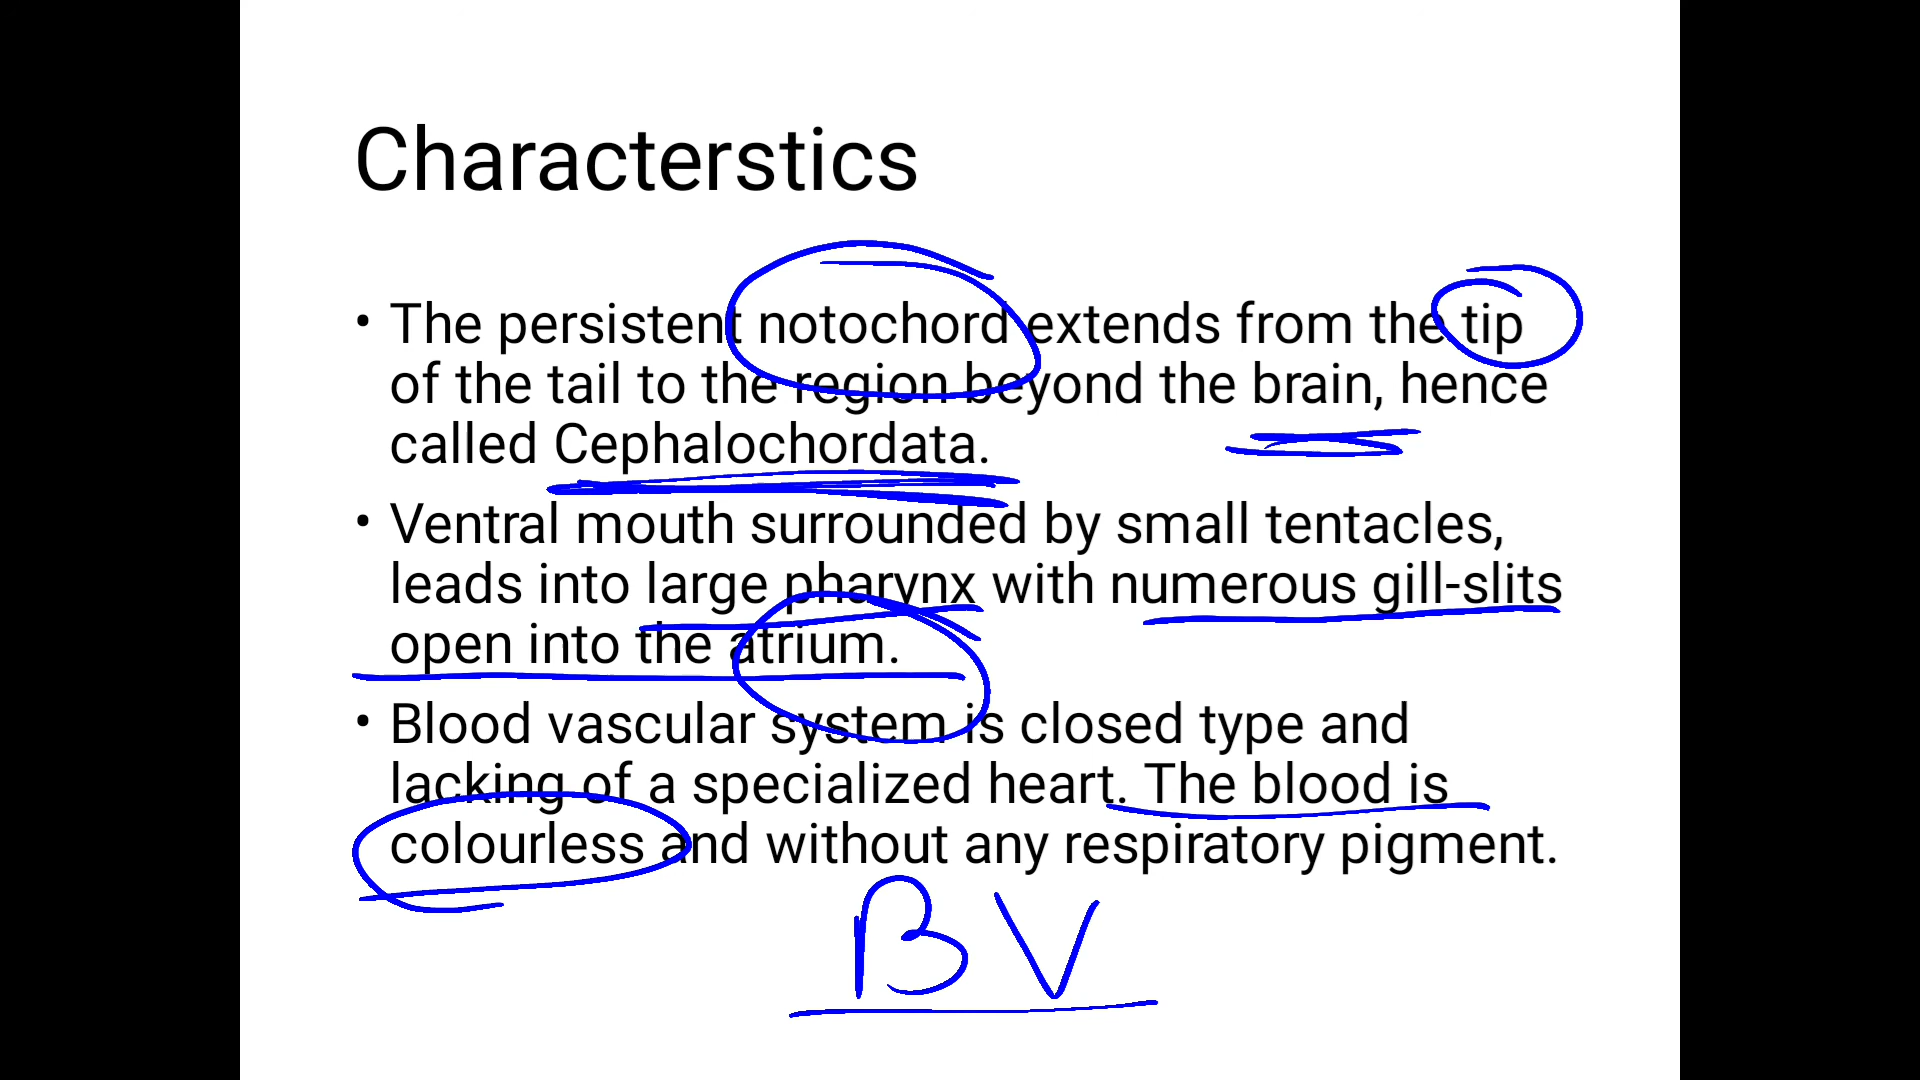 Characterstics
• The persistent notochord extends from the tip
of the tail to the region beyond the brain, hence
called Cephalochordata.
• Ventral mouth surrounded by small tentacles,
leads into large pharynx with numerous gill-slits
open into the atrium.
• Blood vascular system is closed type and
lacking of a specialized heart. The blood is
colourless and without any respiratory pigment.
BV